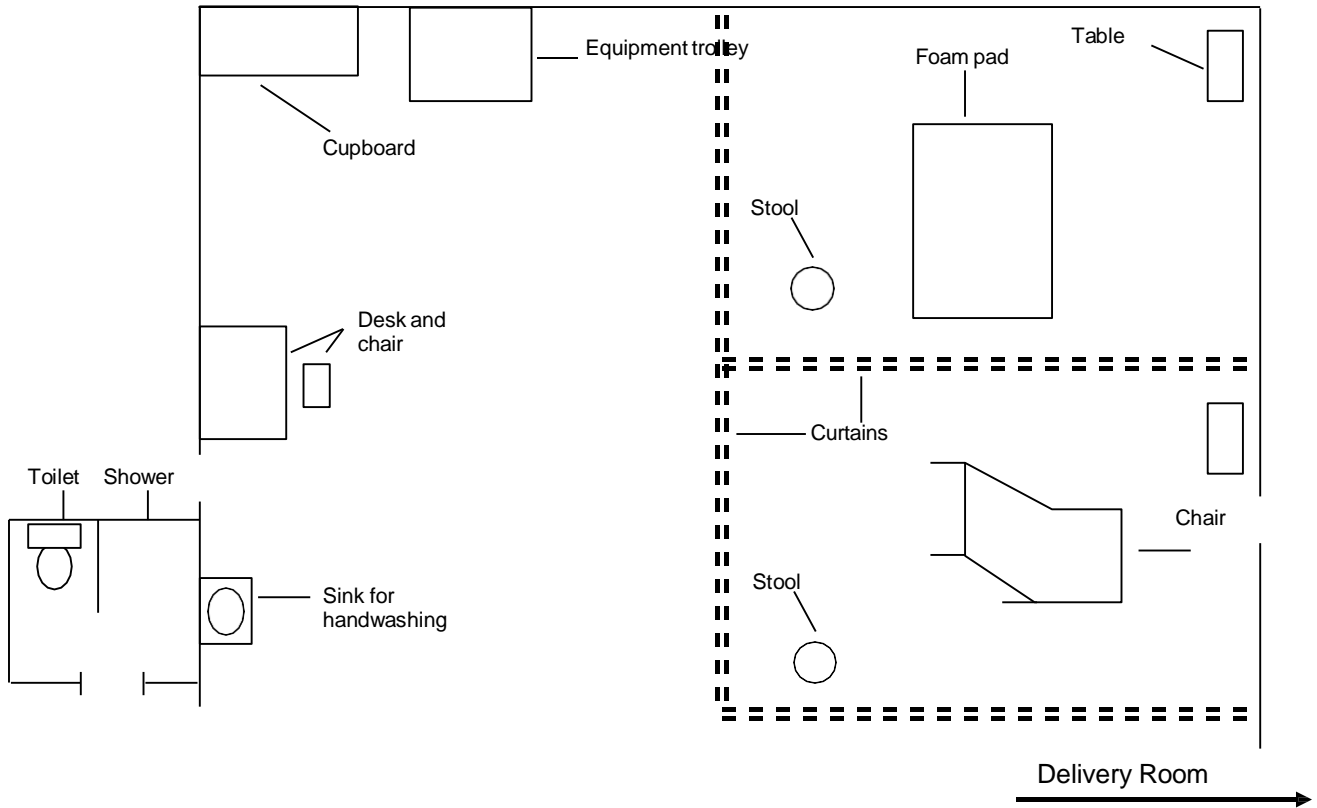 Table
Equipment trolley
Foam pad
Cupboard
Stool
Desk and
chair
Curtains
Toilet
Shower
Chair
Stool
Sink for
handwashing
Delivery Room